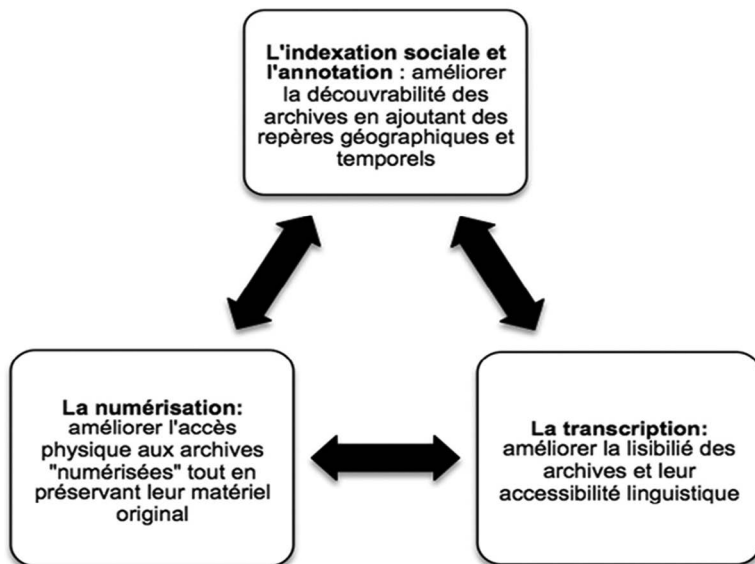 L'indexation sociale et
l'annotation : améliorer
la découvrabilité des
archives en ajoutant des
repères géographiques et
temporels
La numérisation:
améliorer l'accès
physique aux archives
"numérisées" tout en
préservant leur matériel
original
La transcription:
améliorer la lisibilié des
archives et leur
accessibilité linguistique